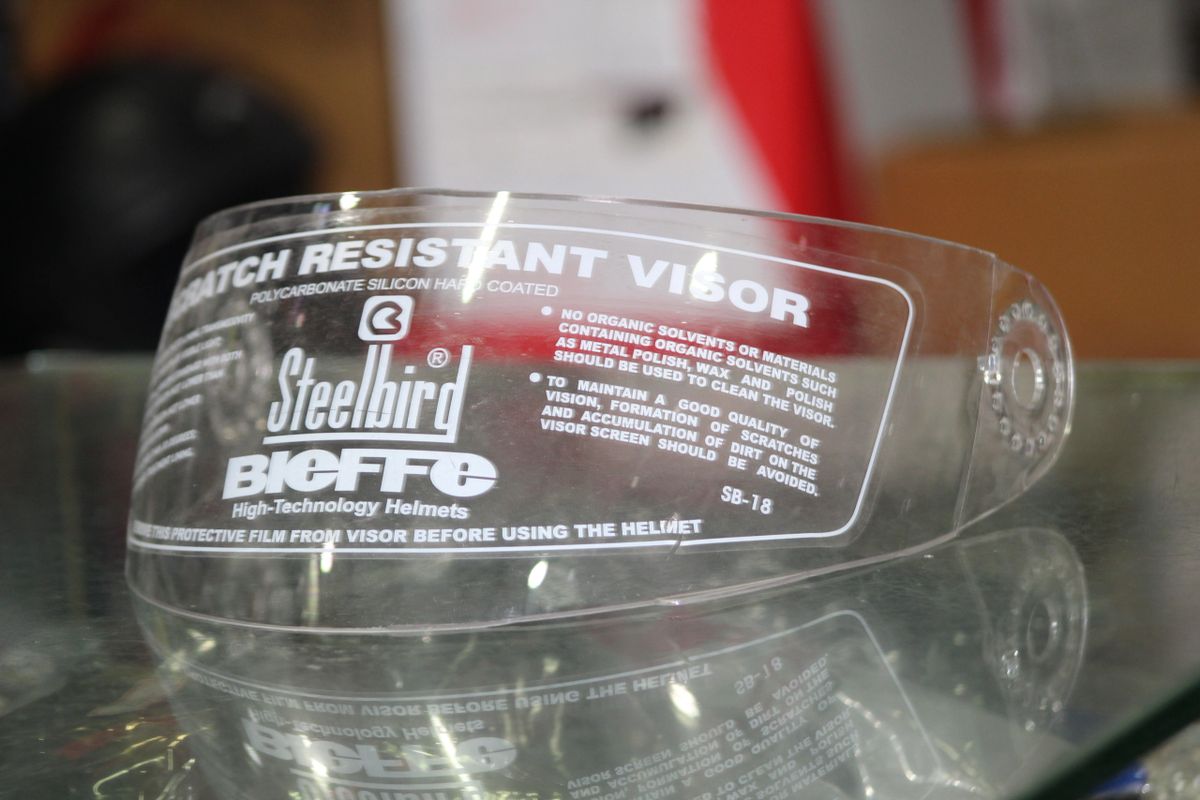 RATCH RESISTANT VISOR
POLYCARBONATE SILICON HARD COATED
Steelbird®
BIeFFe
High-Technology Helmets
• NO ORGANIC SOLVENTS OR MATERIALS
CONTAINING ORGANIC SOLVENTS SUCH
AS METAL POLISH, WAX AND POLISH
SHOULD BE USED TO CLEAN THE VISOR.
• TO MAINTAIN A GOOD QUALITY OF
VISION, FORMATION OF SCRATCHES
AND ACCUMULATION OF DIRT ON THE
VISOR SCREEN SHOULD BE AVOIDED.
SB-18
THIS PROTECTIVE FILM FROM VISOR BEFORE USING THE HELMET